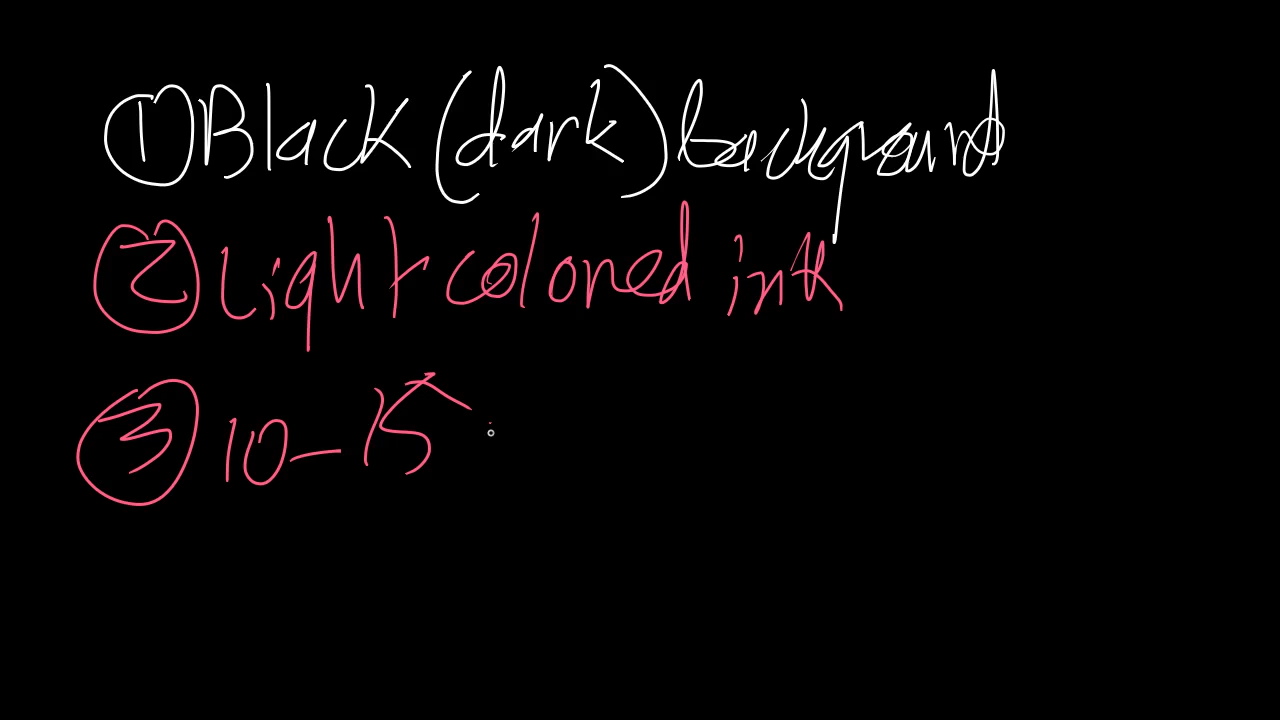 ① Black (dark) background
② Light colored ink
③ 10-15